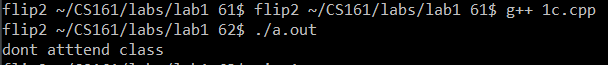 flip2 ~/CS161/labs/lab1 61$ flip2 ~/CS161/labs/lab1 61$ g++ 1c.cpp
flip2 ~/CS161/labs/lab1 62$ ./a.out
dont atttend class